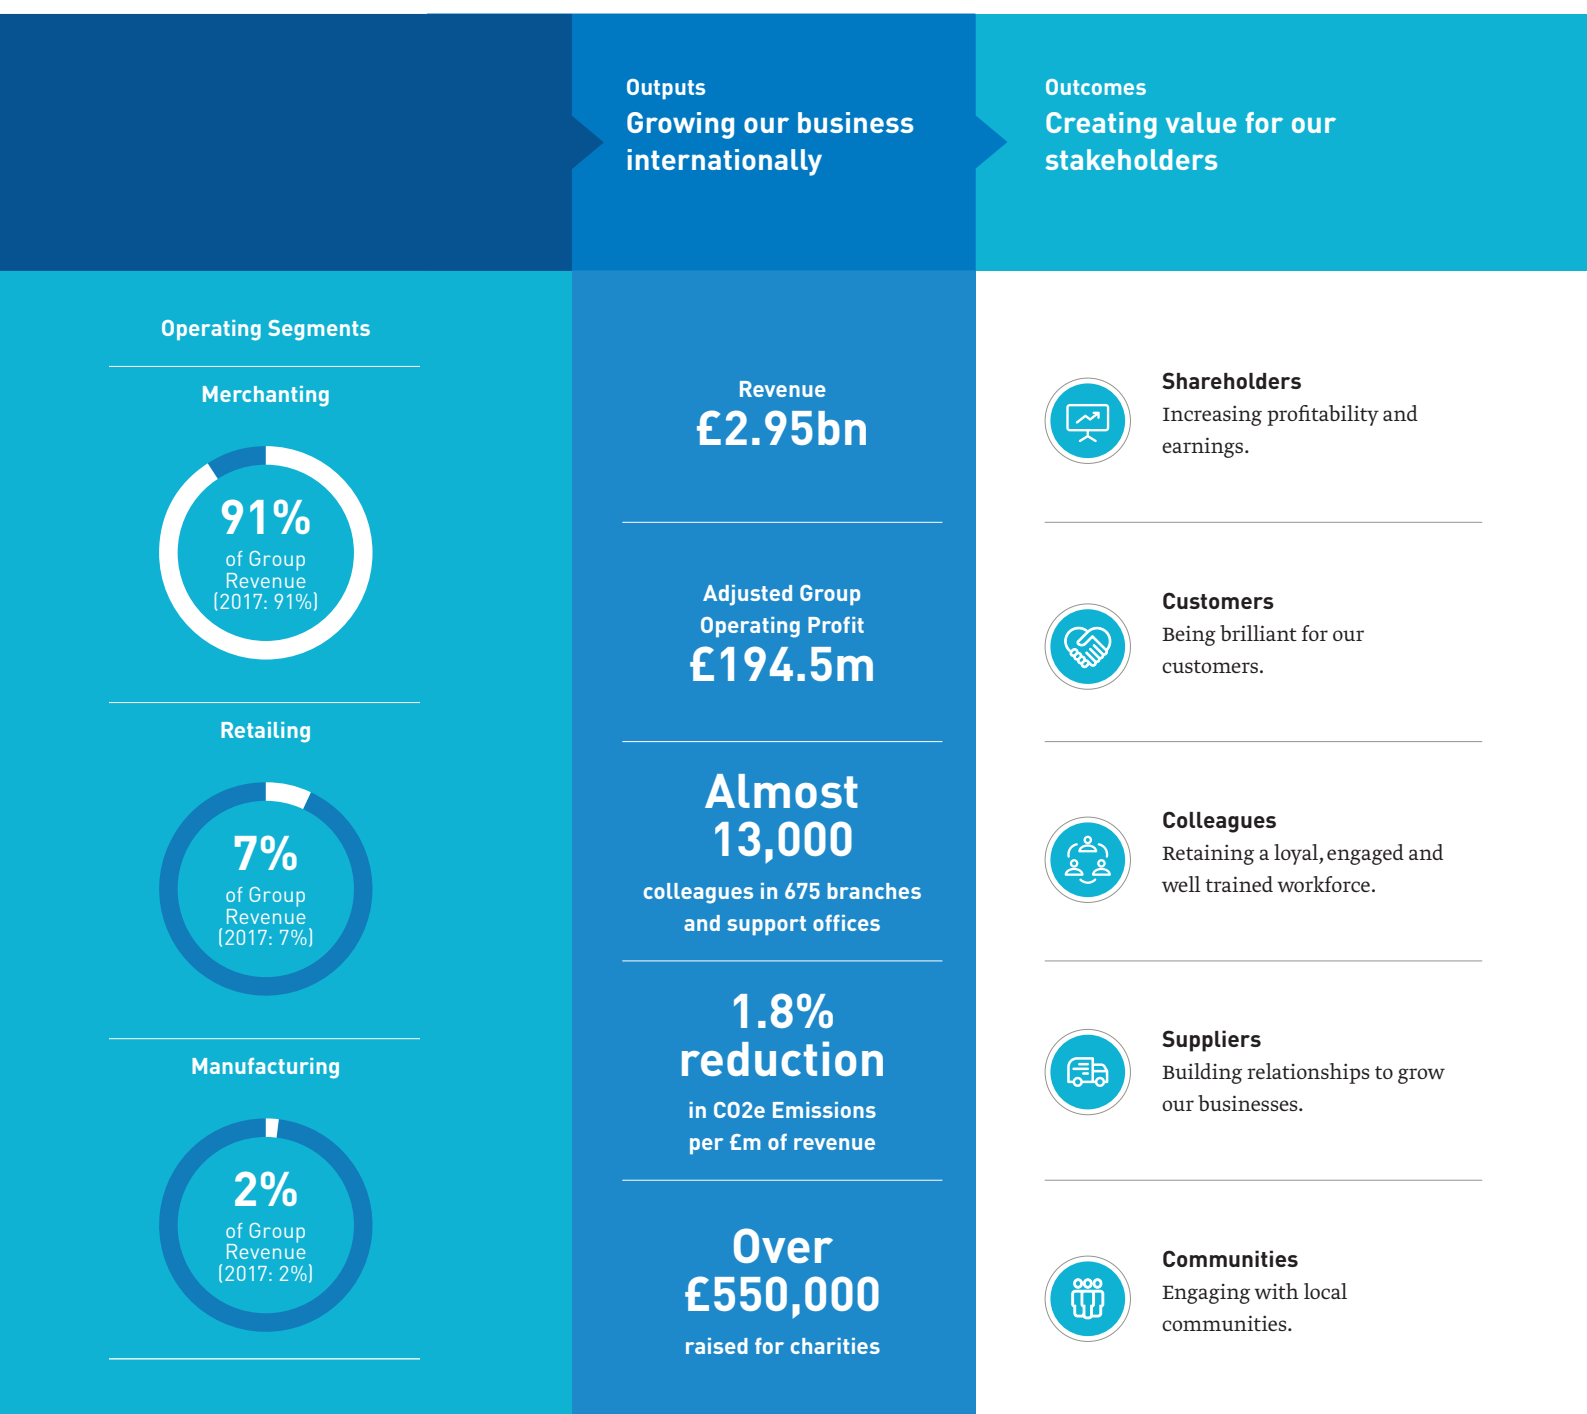 Outputs
Growing our business
internationally
Outcomes
Creating value for our
stakeholders
Operating Segments
Merchanting
91%
of Group
Revenue
(2017: 91%)
Retailing
7%
of Group
Revenue
(2017: 7%)
Manufacturing
2%
of Group
Revenue
(2017: 2%)
Revenue
£2.95bn
Adjusted Group
Operating Profit
£194.5m
Almost
13,000
colleagues in 675 branches
and support offices
1.8%
reduction
in CO2e Emissions
per £m of revenue
Over
£550,000
raised for charities
Shareholders
Increasing profitability and
earnings.
Customers
Being brilliant for our
customers.
Colleagues
Retaining a loyal, engaged and
well trained workforce.
Suppliers
Building relationships to grow
our businesses.
Communities
Engaging with local
communities.